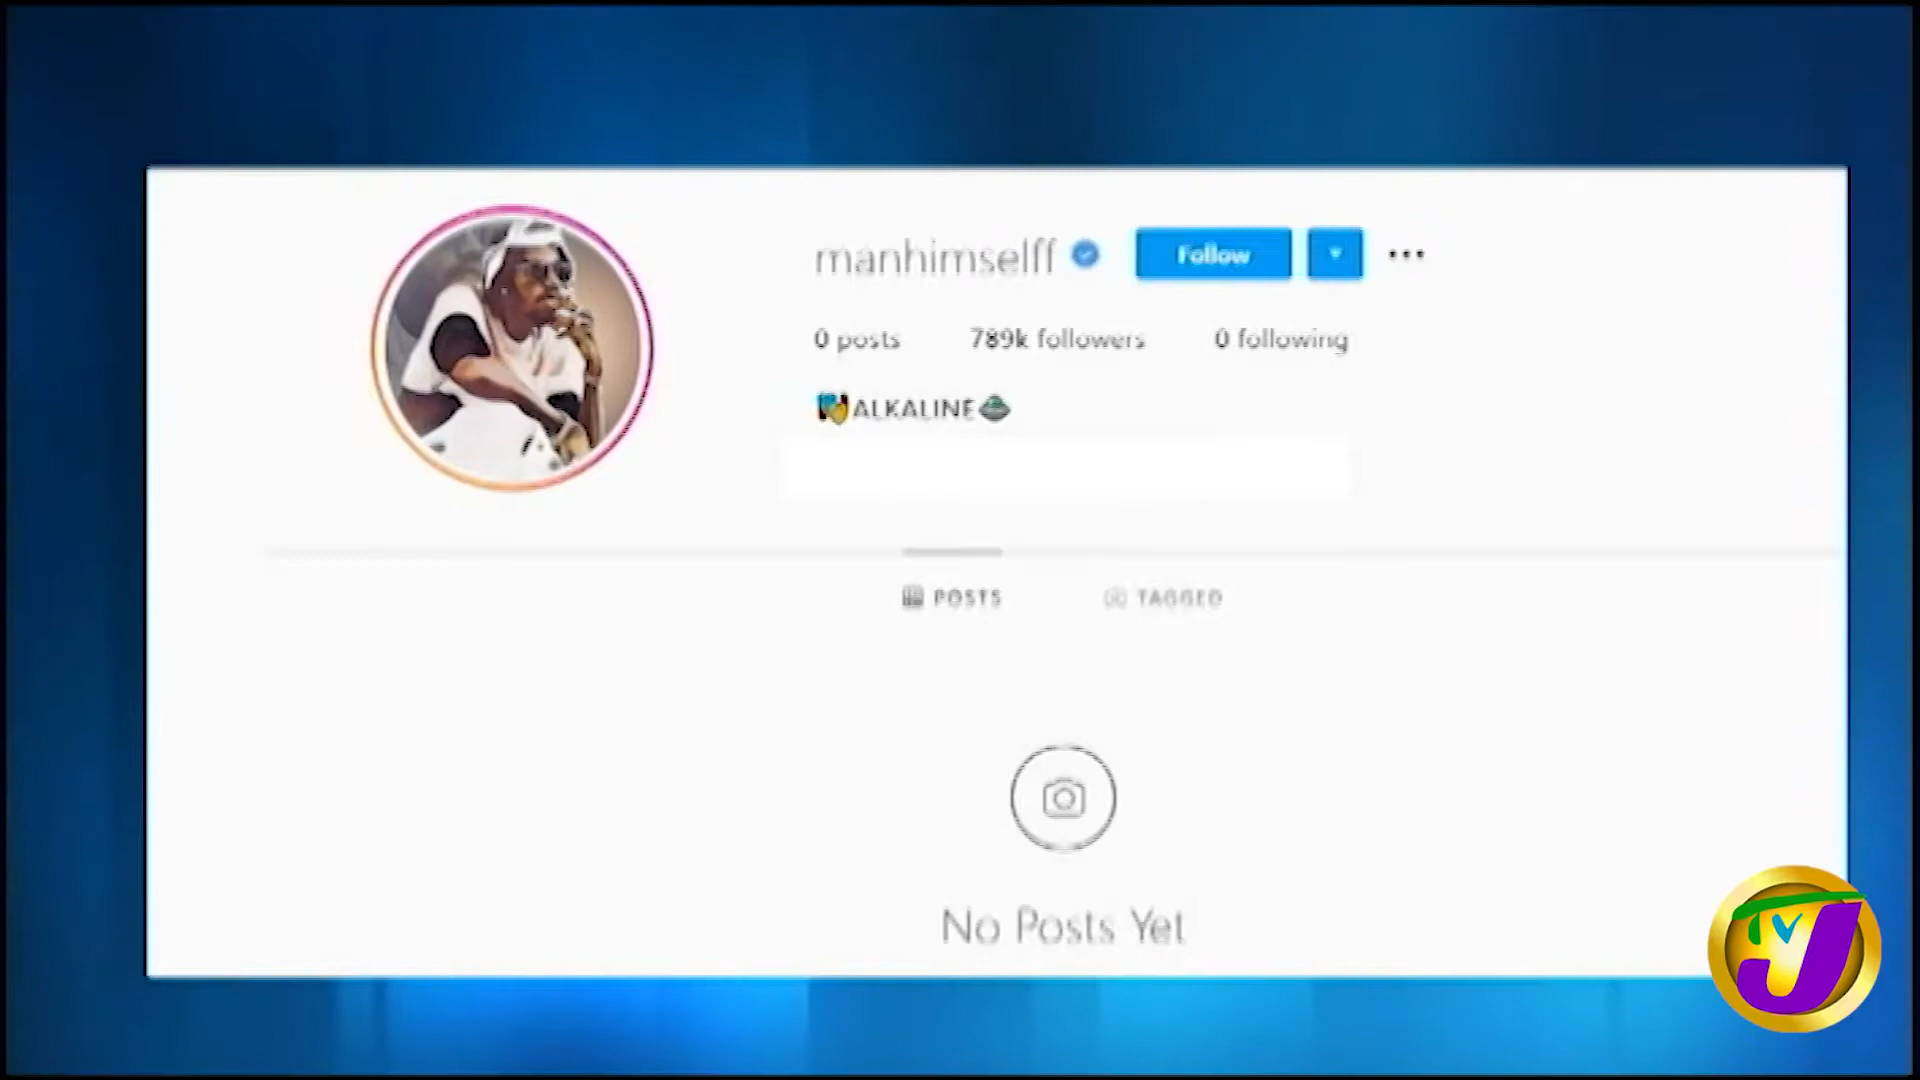 manhimselff Follow
0 posts 789k followers 0 following
ALKALINE
POSTS TAGGED
No Posts Yet
TVJ